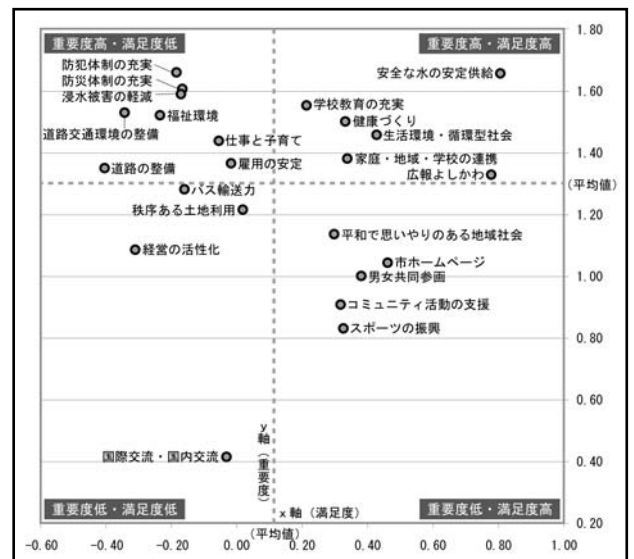 重要度高・満足度低
重要度高・満足度高
1.80
防犯体制の充実
安全な水の安定供給
防災体制の充実
1.60
浸水被害の軽減
学校教育の充実
福祉環境
健康づくり
道路交通環境の整備
仕事と子育て
生活環境・循環型社会
1.40
雇用の安定
家庭・地域・学校の連携
道路の整備
広報よしかわ
(平均値)
バス輸送力
秩序ある土地利用
1.20
平和で思いやりのある地域社会
経営の活性化
市ホームページ
男女共同参画
1.00
コミュニティ活動の支援
スポーツの振興
0.80
0.60
y軸(重要度)
国際交流・国内交流
0.40
重要度低・満足度低
x軸(満足度)
重要度低・満足度高
0.20
-0.60 -0.40 -0.20 0.00 0.20 0.40 0.60 0.80 1.00
(平均値)